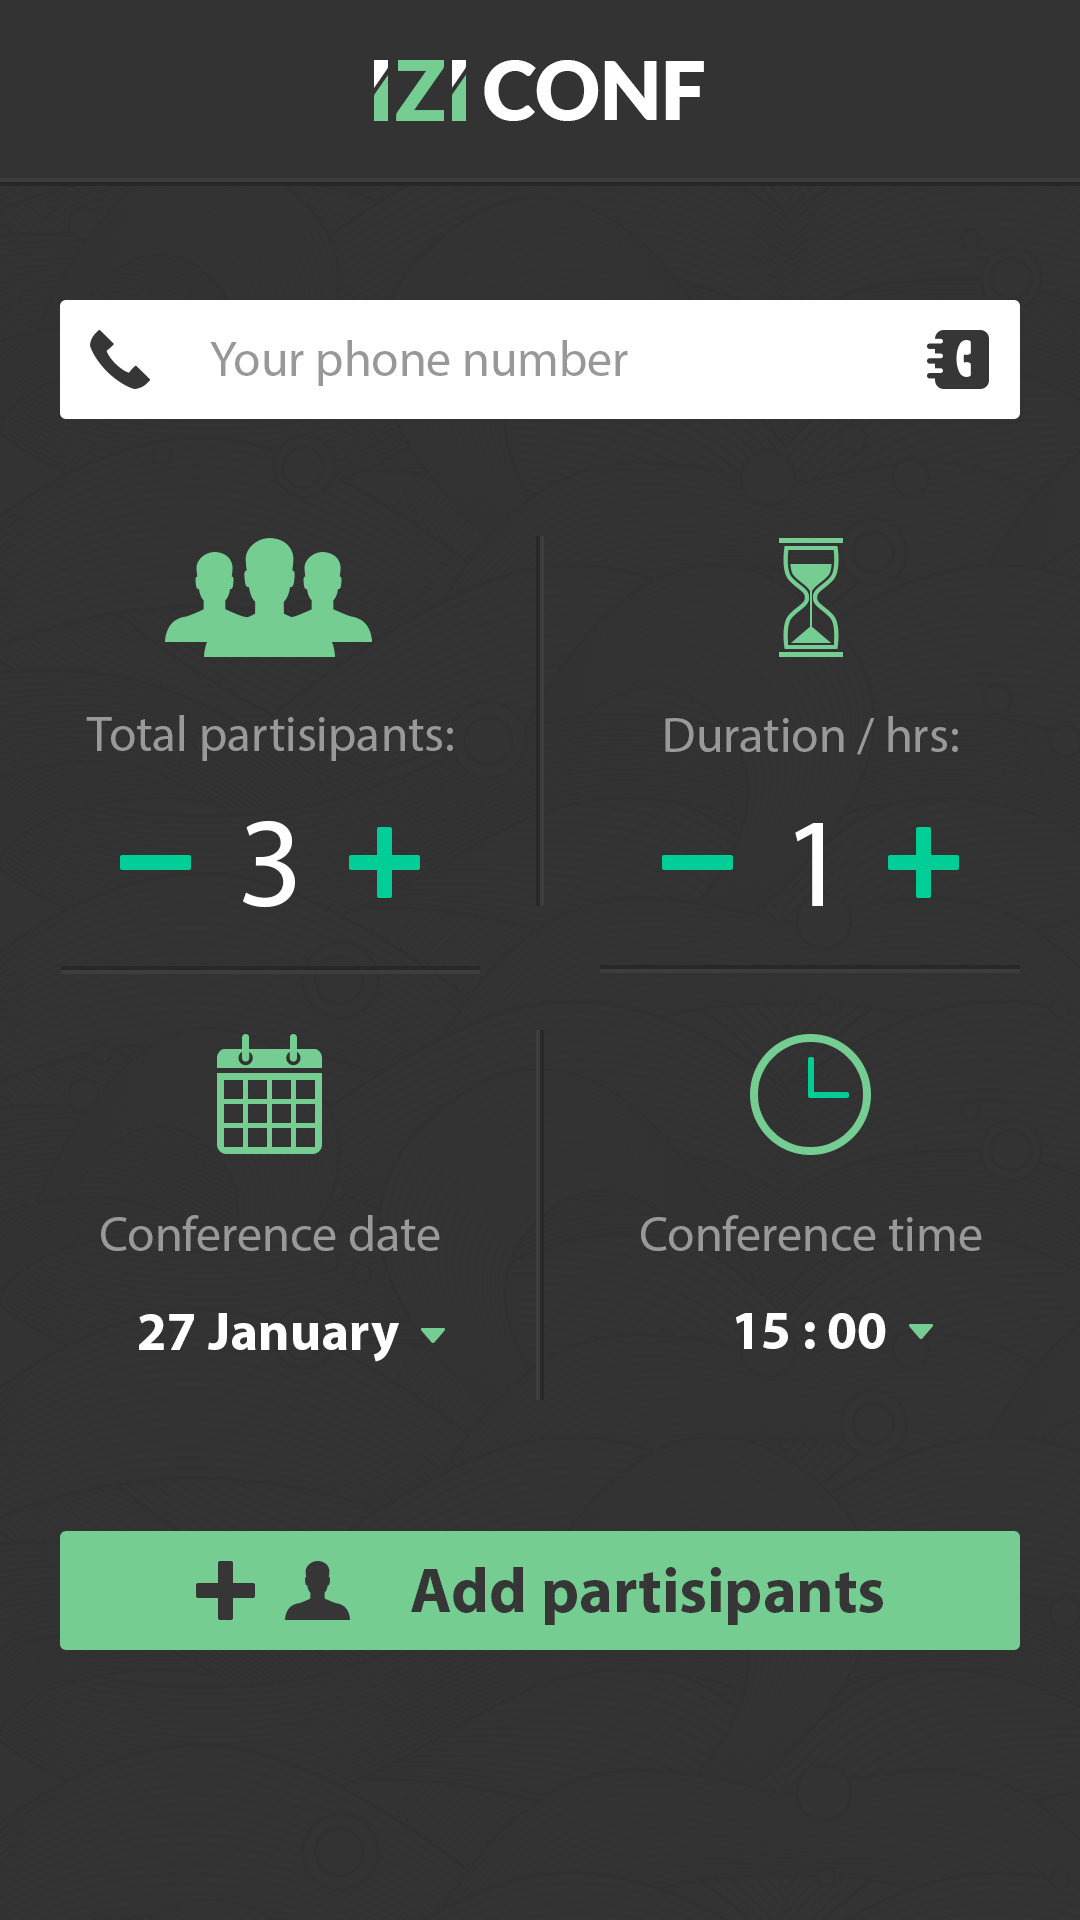 IZI CONF
Your phone number
Total partisipants:
Duration / hrs:
3
1
Conference date
Conference time
27 January
15 : 00
Add partisipants